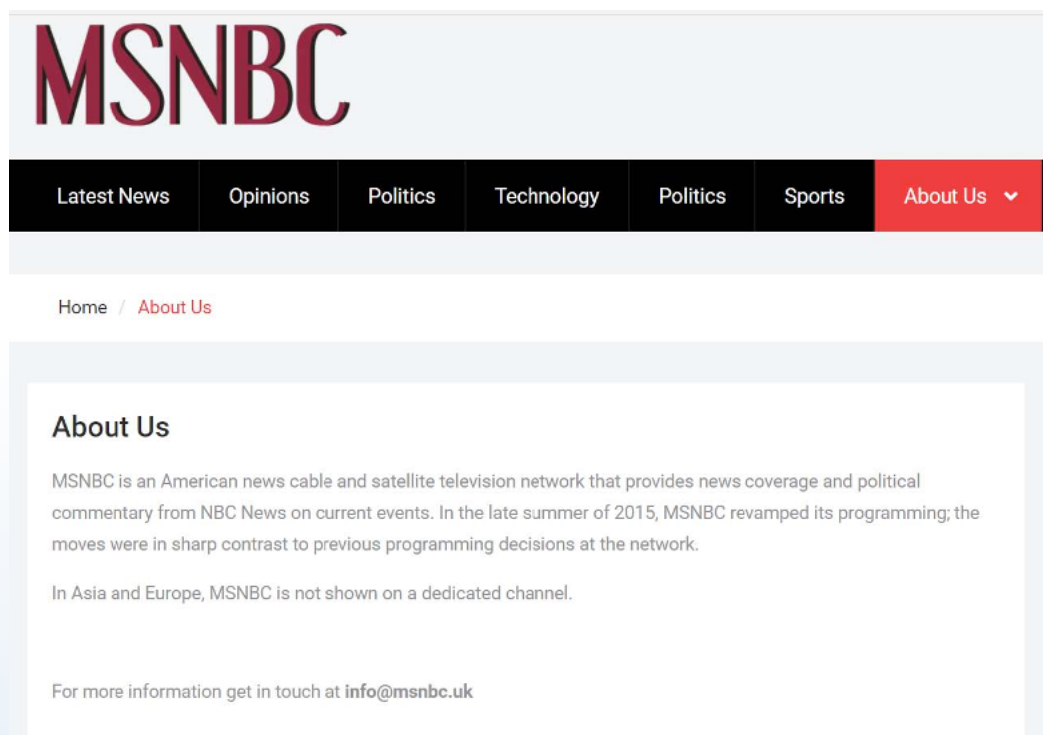 MSNBC
Latest News Opinions Politics Technology Politics Sports About Us
Home / About Us
About Us
MSNBC is an American news cable and satellite television network that provides news coverage and political
commentary from NBC News on current events. In the late summer of 2015, MSNBC revamped its programming; the
moves were in sharp contrast to previous programming decisions at the network.
In Asia and Europe, MSNBC is not shown on a dedicated channel.
For more information get in touch at info@msnbc.uk